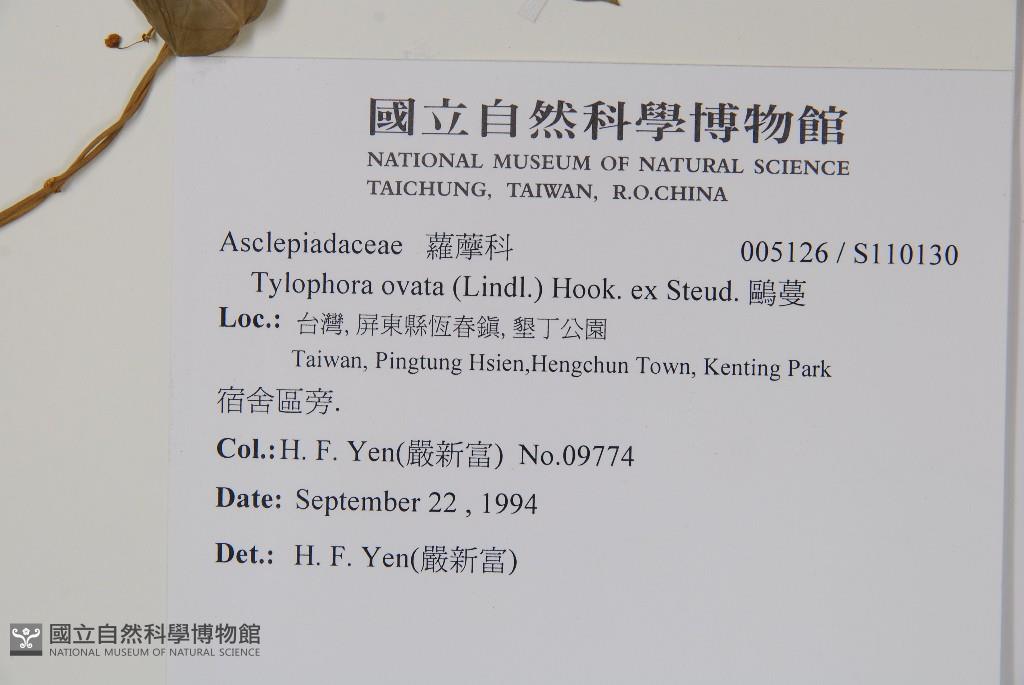 國立自然科學博物館
NATIONAL MUSEUM OF NATURAL SCIENCE
TAICHUNG, TAIWAN, R.O.CHINA
Asclepiadaceae 蘿藦科 005126 / S110130
Tylophora ovata (Lindl.) Hook. ex Steud. 鷗蔓
Loc.: 台灣, 屏東縣恆春鎮, 墾丁公園
Taiwan, Pingtung Hsien,Hengchun Town, Kenting Park
宿舍區旁.
Col.:H. F. Yen(嚴新富) No.09774
Date: September 22 , 1994
Det.: H. F. Yen(嚴新富)
國立自然科學博物館
NATIONAL MUSEUM OF NATURAL SCIENCE